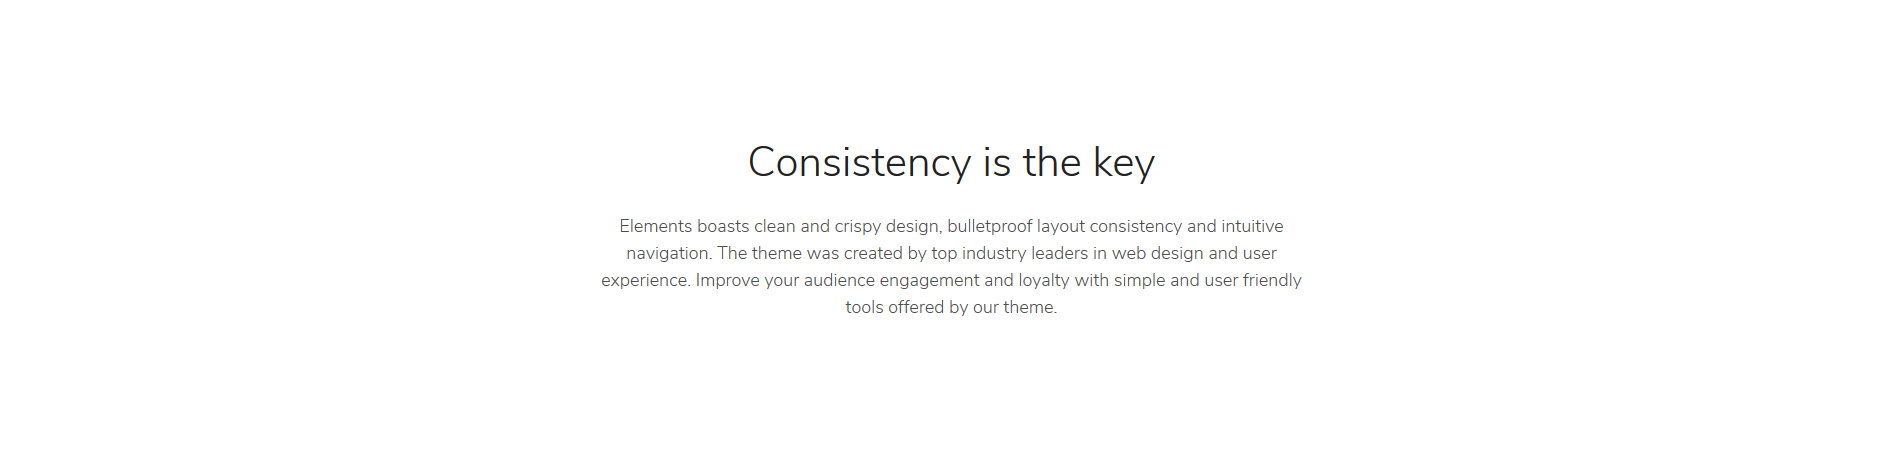 Consistency is the key
Elements boasts clean and crispy design, bulletproof layout consistency and intuitive
navigation. The theme was created by top industry leaders in web design and user
experience. Improve your audience engagement and loyalty with simple and user friendly
tools offered by our theme.